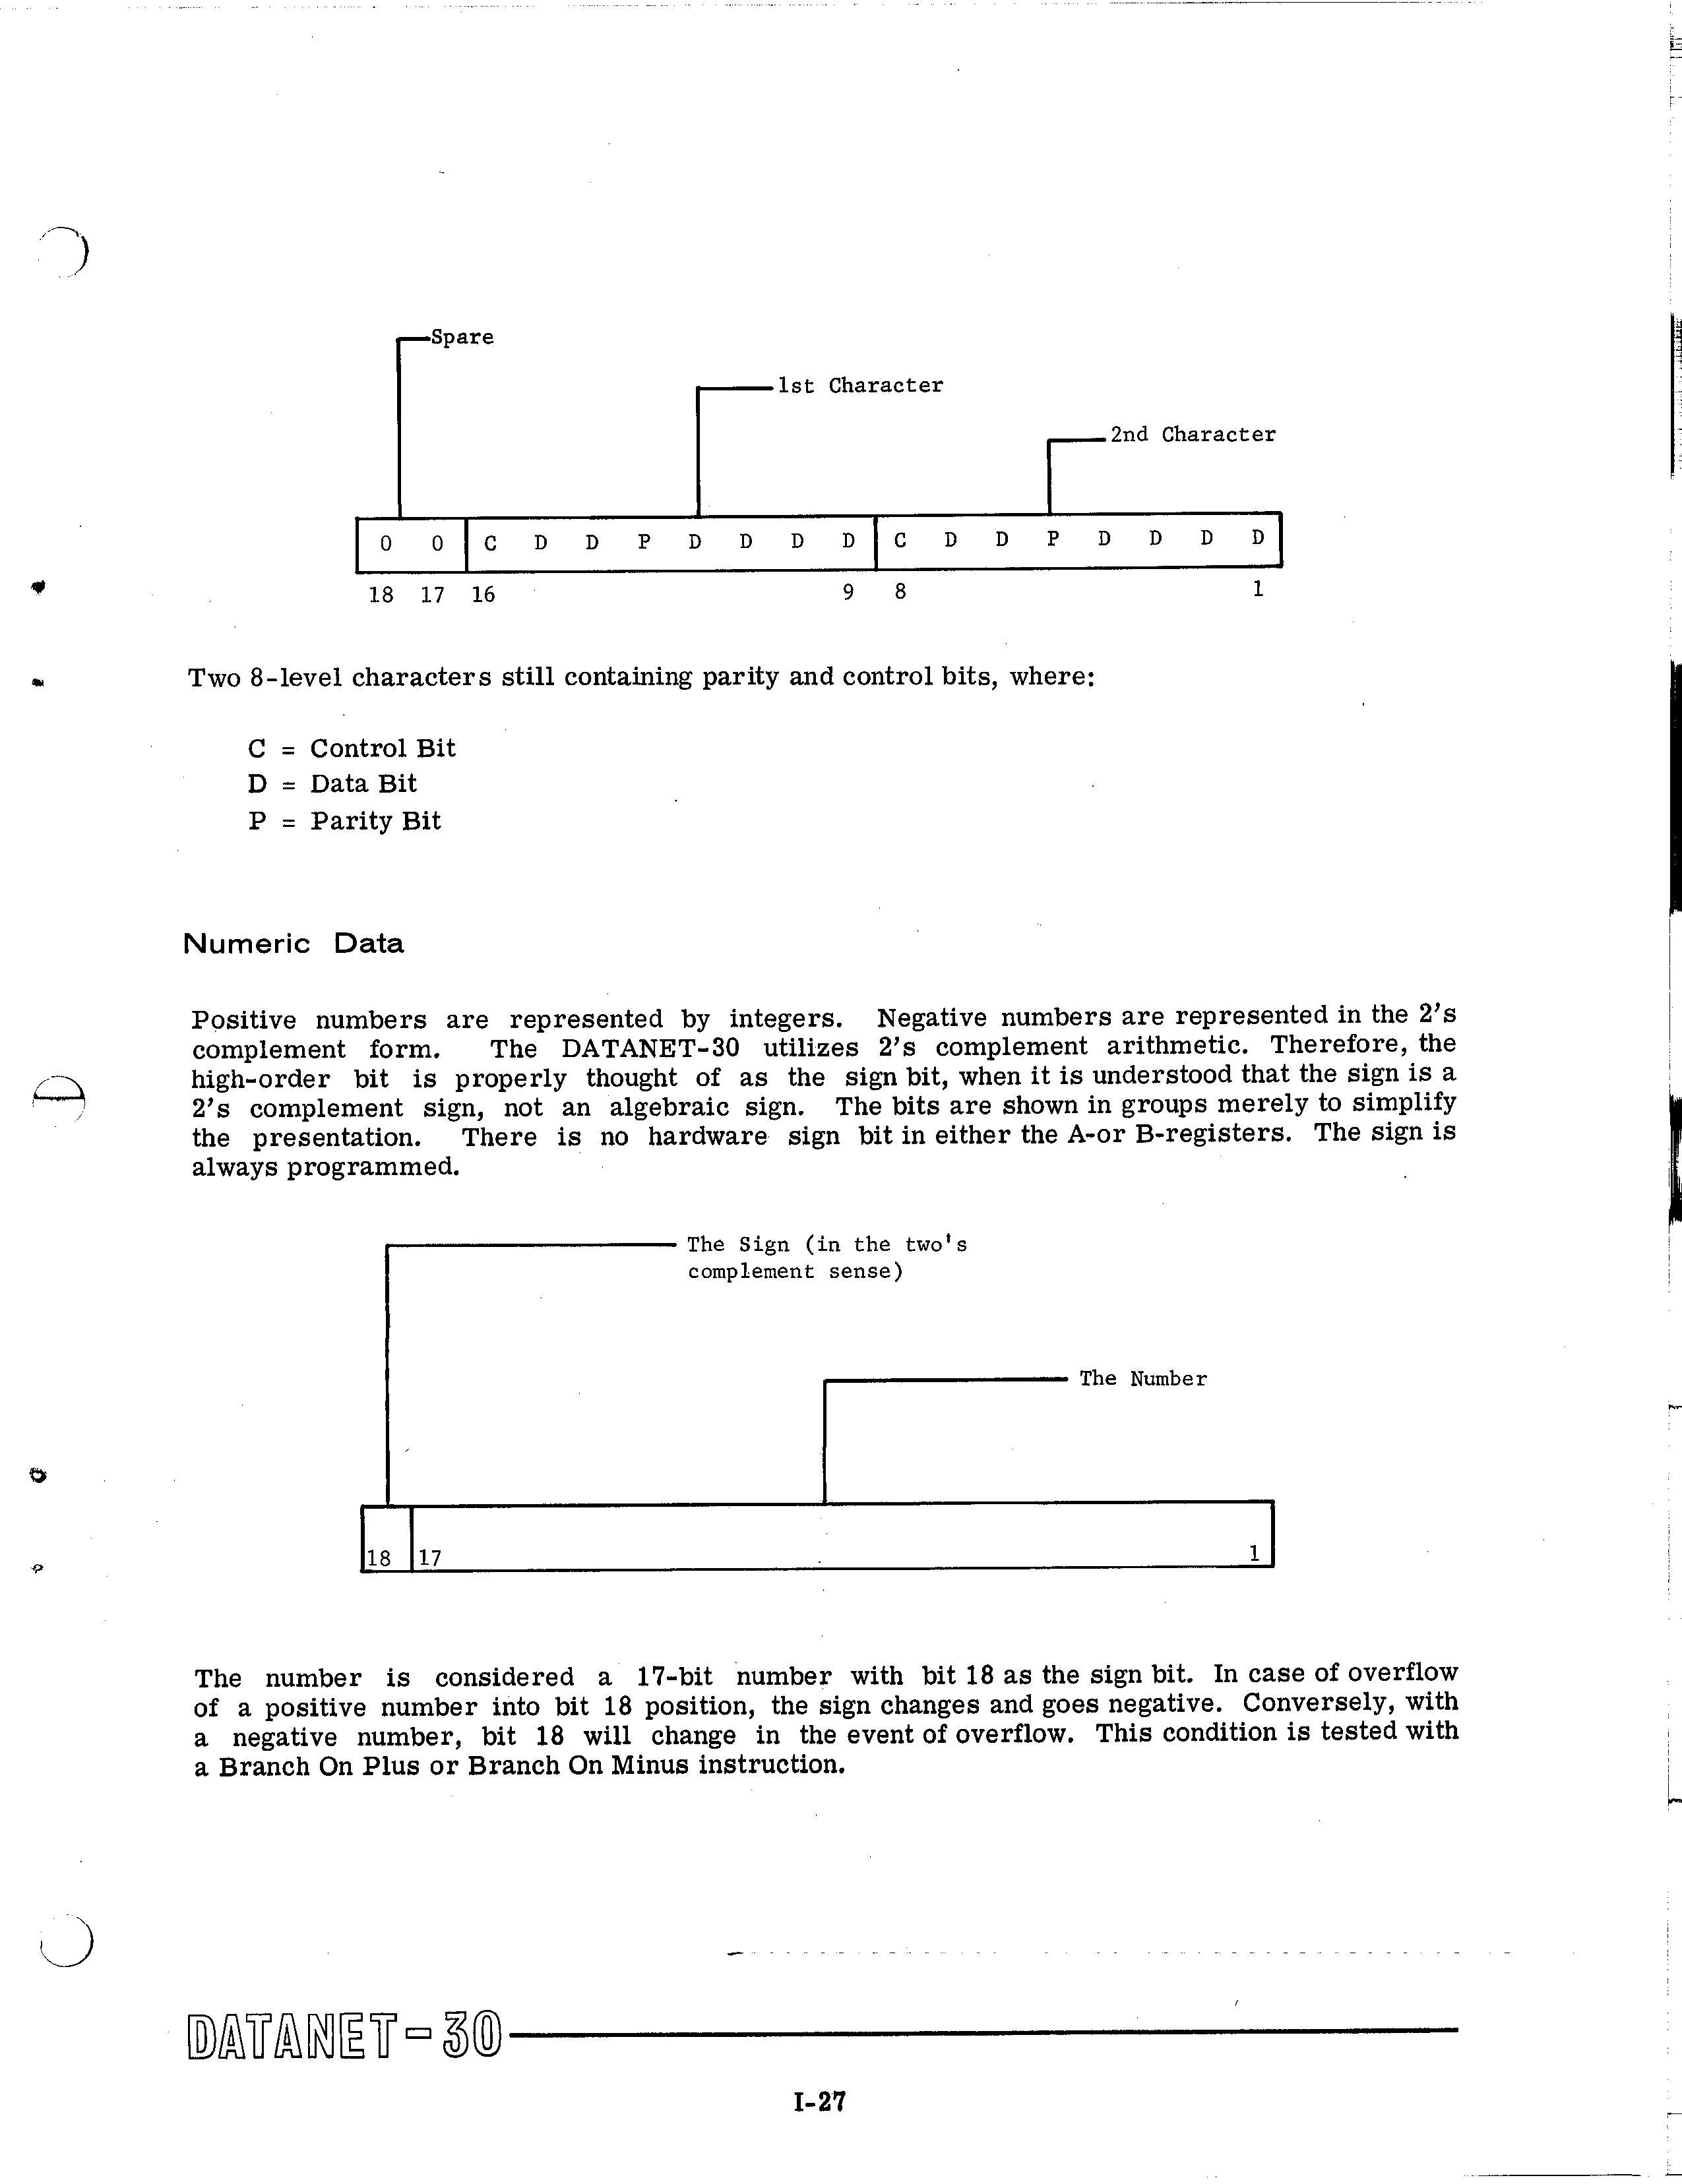 Spare
1st Character
2nd Character
0 0 C D D P D D D D C D D P D D D D
18 17 16 9 8 1
Two 8-level characters still containing parity and control bits, where:
C = Control Bit
D = Data Bit
P = Parity Bit
Numeric Data
Positive numbers are represented by integers. Negative numbers are represented in the 2's
complement form. The DATANET-30 utilizes 2's complement arithmetic. Therefore, the
high-order bit is properly thought of as the sign bit, when it is understood that the sign is a
2's complement sign, not an algebraic sign. The bits are shown in groups merely to simplify
the presentation. There is no hardware sign bit in either the A-or B-registers. The sign is
always programmed.
The Sign (in the two's
complement sense)
The Number
18 17 1
The number is considered a 17-bit number with bit 18 as the sign bit. In case of overflow
of a positive number into bit 18 position, the sign changes and goes negative. Conversely, with
a negative number, bit 18 will change in the event of overflow. This condition is tested with
a Branch On Plus or Branch On Minus instruction.
DATANET-30
I-27